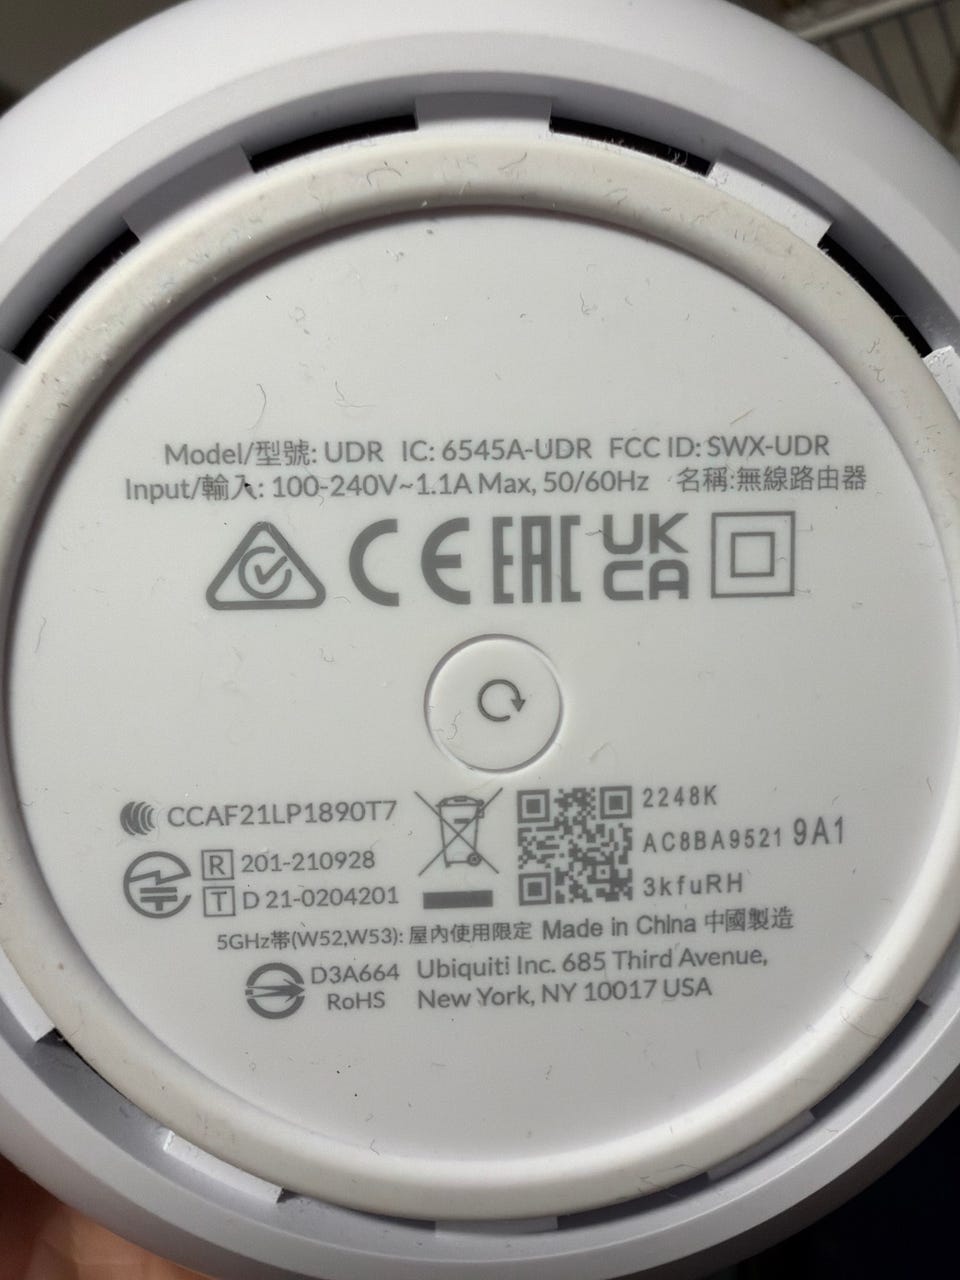 Model/型號: UDR IC: 6545A-UDR FCC ID: SWX-UDR
Input/輸入: 100-240V~1.1A Max, 50/60Hz 名稱:無線路由器
CE EAC UK CA
CCAF21LP1890T7
R 201-210928
T D 21-0204201
2248K
AC8BA9521 9A1
3kfuRH
5GHz帯(W52,W53): 屋內使用限定 Made in China 中國製造
D3A664
RoHS
Ubiquiti Inc. 685 Third Avenue,
New York, NY 10017 USA